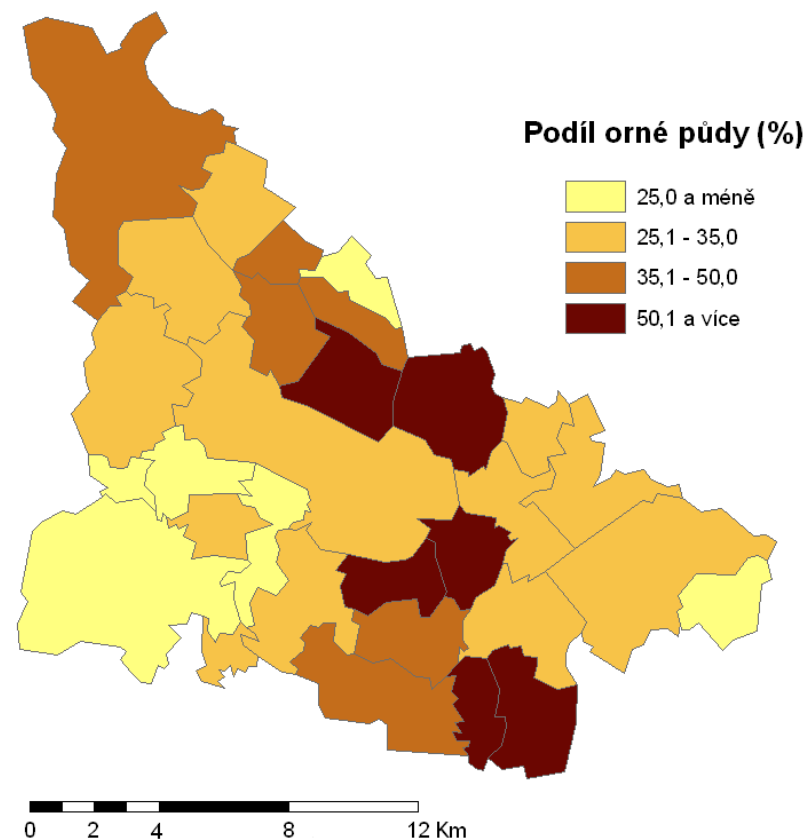 Podíl orné půdy (%)
25,0 a méně
25,1 - 35,0
35,1 - 50,0
50,1 a více
0 2 4 8 12 Km